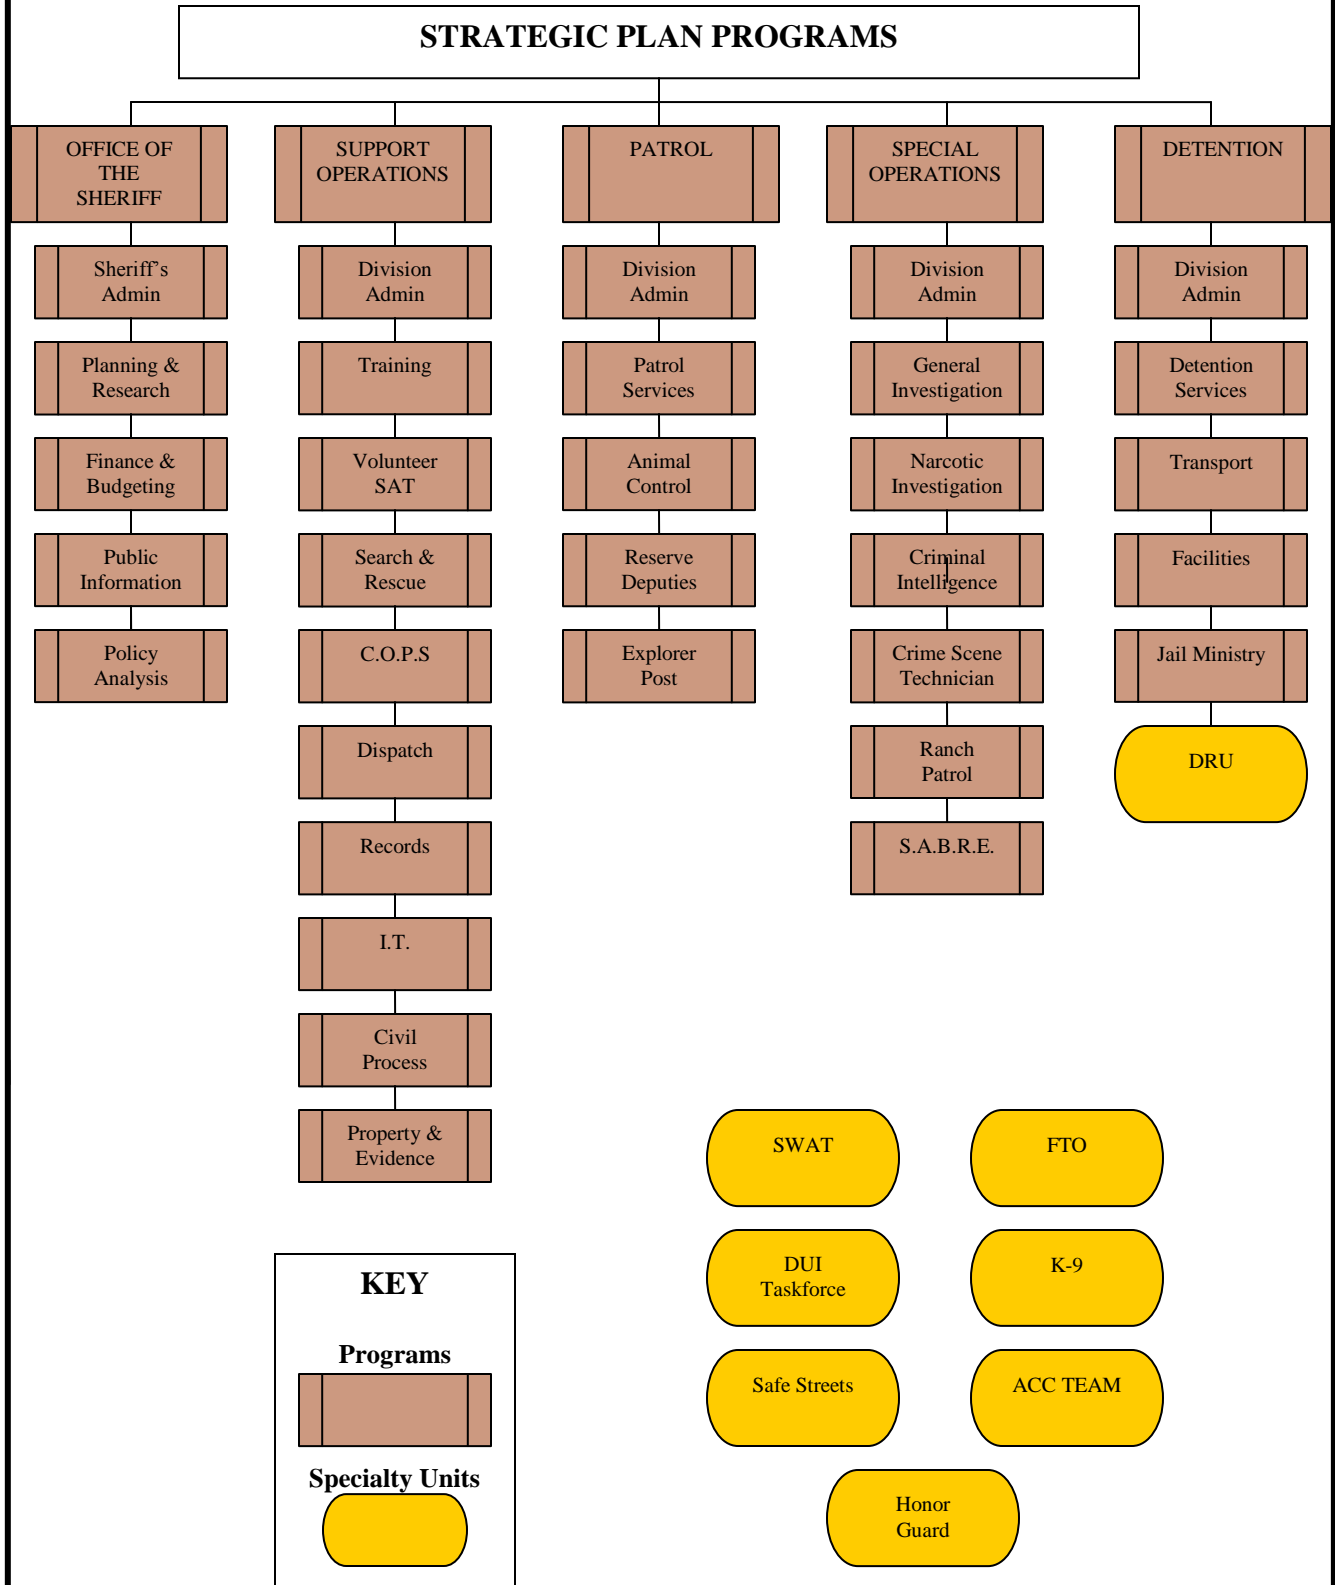 STRATEGIC PLAN PROGRAMS
OFFICE OF
THE
SHERIFF
Sheriff's
Admin
Planning &
Research
Finance &
Budgeting
Public
Information
Policy
Analysis
SUPPORT
OPERATIONS
Division
Admin
Training
Volunteer
SAT
Search &
Rescue
C.O.P.S
Dispatch
Records
I.T.
Civil
Process
Property &
Evidence
PATROL
Division
Admin
Patrol
Services
Animal
Control
Reserve
Deputies
Explorer
Post
SPECIAL
OPERATIONS
Division
Admin
General
Investigation
Narcotic
Investigation
Criminal
Intelligence
Crime Scene
Technician
Ranch
Patrol
S.A.B.R.E.
DETENTION
Division
Admin
Detention
Services
Transport
Facilities
Jail Ministry
DRU
SWAT
FTO
DUI
Taskforce
K-9
Safe Streets
ACC TEAM
Honor
Guard
KEY
Programs
Specialty Units